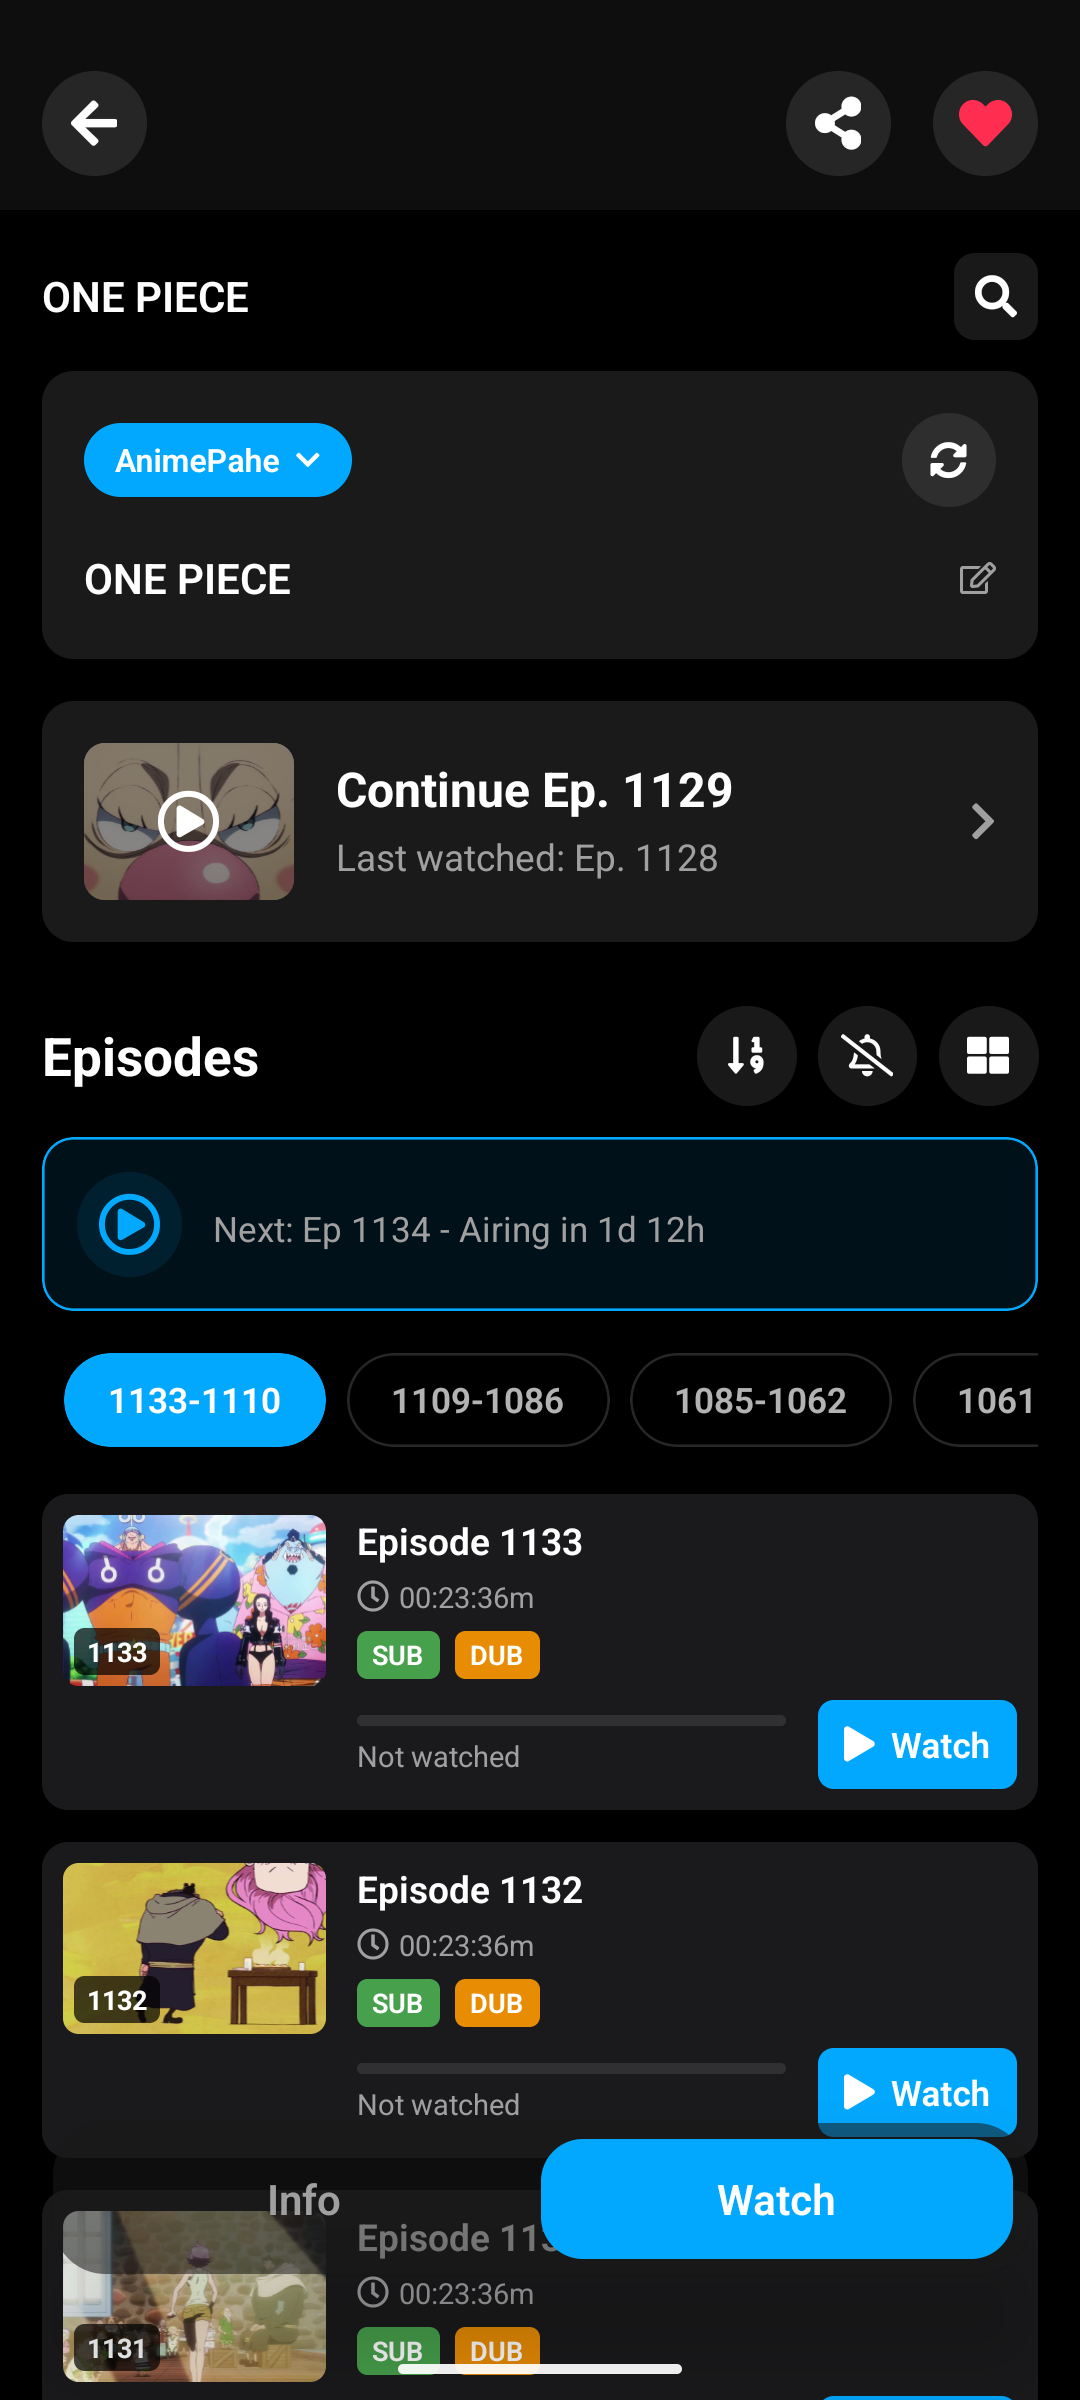 ONE PIECE
AnimePahe
ONE PIECE
Continue Ep. 1129
Last watched: Ep. 1128
Episodes
Next: Ep 1134 - Airing in 1d 12h
1133-1110
1109-1086
1085-1062
1061
Episode 1133
00:23:36m
SUB DUB
1133
Not watched
Watch
Episode 1132
00:23:36m
SUB DUB
1132
Not watched
Watch
Info
Watch
Episode 113
00:23:36m
SUB DUB
1131